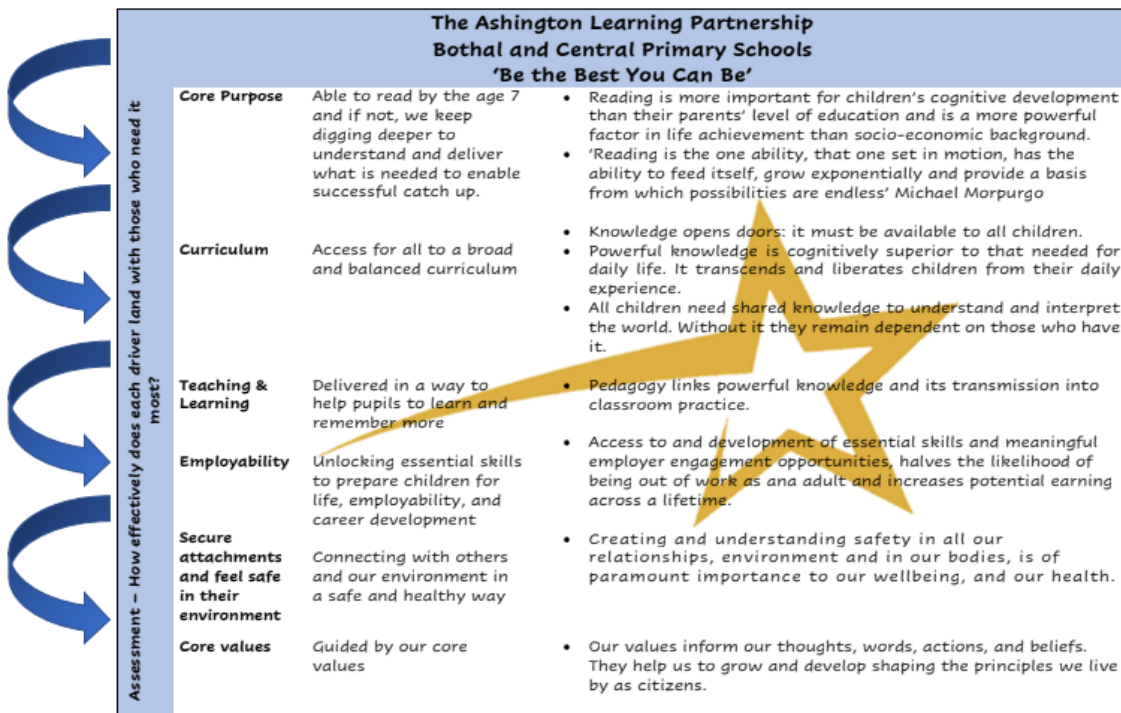 The Ashington Learning Partnership
Bothal and Central Primary Schools
‘Be the Best You Can Be’
Assessment – How effectively does each driver land with those who need it
most?
Core Purpose
Able to read by the age 7
and if not, we keep
digging deeper to
understand and deliver
what is needed to enable
successful catch up.
• Reading is more important for children’s cognitive development
than their parents’ level of education and is a more powerful
factor in life achievement than socio-economic background.
• ‘Reading is the one ability, that one set in motion, has the
ability to feed itself, grow exponentially and provide a basis
from which possibilities are endless’ Michael Morpurgo
Curriculum
Access for all to a broad
and balanced curriculum
• Knowledge opens doors: it must be available to all children.
• Powerful knowledge is cognitively superior to that needed for
daily life. It transcends and liberates children from their daily
experience.
• All children need shared knowledge to understand and interpret
the world. Without it they remain dependent on those who have
it.
Teaching &
Learning
Delivered in a way to
help pupils to learn and
remember more
• Pedagogy links powerful knowledge and its transmission into
classroom practice.
Employability
Unlocking essential skills
to prepare children for
life, employability, and
career development
• Access to and development of essential skills and meaningful
employer engagement opportunities, halves the likelihood of
being out of work as ana adult and increases potential earning
across a lifetime.
Secure
attachments
and feel safe
in their
environment
Connecting with others
and our environment in
a safe and healthy way
• Creating and understanding safety in all our
relationships, environment and in our bodies, is of
paramount importance to our wellbeing, and our health.
Core values
Guided by our core
values
• Our values inform our thoughts, words, actions, and beliefs.
They help us to grow and develop shaping the principles we live
by as citizens.